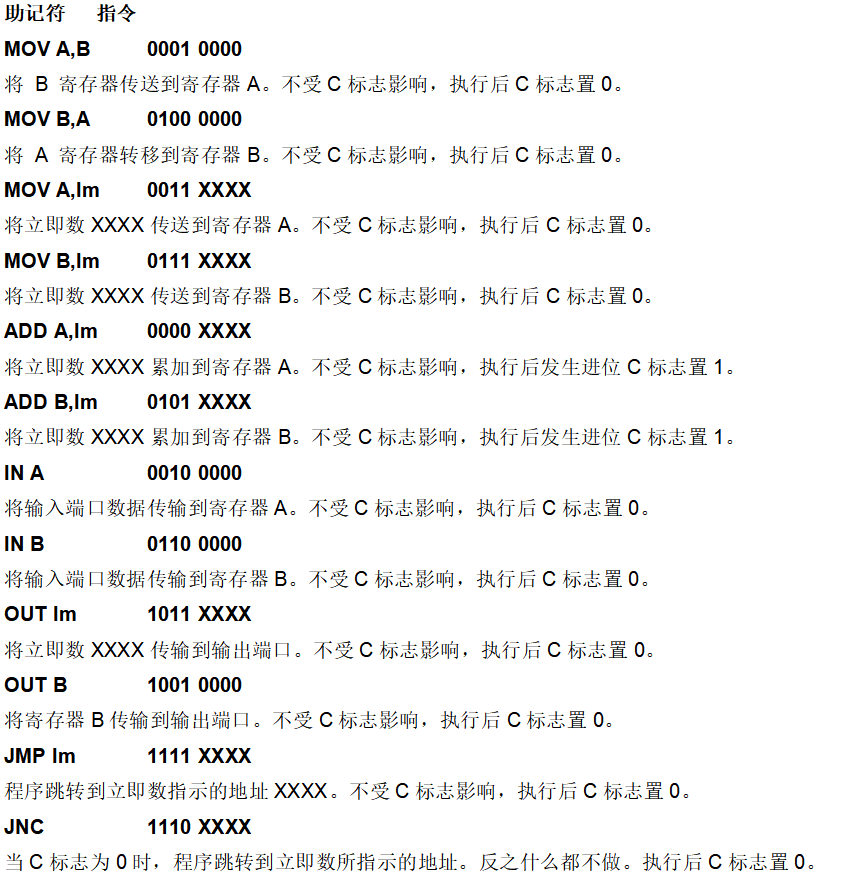 助记符 指令
MOV A,B 0001 0000
将 B 寄存器传送到寄存器 A。不受 C 标志影响，执行后 C 标志置 0。
MOV B,A 0100 0000
将 A 寄存器转移到寄存器 B。不受 C 标志影响，执行后 C 标志置 0。
MOV A,Im 0011 XXXX
将立即数 XXXX 传送到寄存器 A。不受 C 标志影响，执行后 C 标志置 0。
MOV B,Im 0111 XXXX
将立即数 XXXX 传送到寄存器 B。不受 C 标志影响，执行后 C 标志置 0。
ADD A,Im 0000 XXXX
将立即数 XXXX 累加到寄存器 A。不受 C 标志影响，执行后发生进位 C 标志置 1。
ADD B,Im 0101 XXXX
将立即数 XXXX 累加到寄存器 B。不受 C 标志影响，执行后发生进位 C 标志置 1。
IN A 0010 0000
将输入端口数据传输到寄存器 A。不受 C 标志影响，执行后 C 标志置 0。
IN B 0110 0000
将输入端口数据传输到寄存器 B。不受 C 标志影响，执行后 C 标志置 0。
OUT Im 1011 XXXX
将立即数 XXXX 传输到输出端口。不受 C 标志影响，执行后 C 标志置 0。
OUT B 1001 0000
将寄存器 B 传输到输出端口。不受 C 标志影响，执行后 C 标志置 0。
JMP Im 1111 XXXX
程序跳转到立即数指示的地址 XXXX。不受 C 标志影响，执行后 C 标志置 0。
JNC 1110 XXXX
当 C 标志为 0 时，程序跳转到立即数所指示的地址。反之什么都不做。执行后 C 标志置 0。